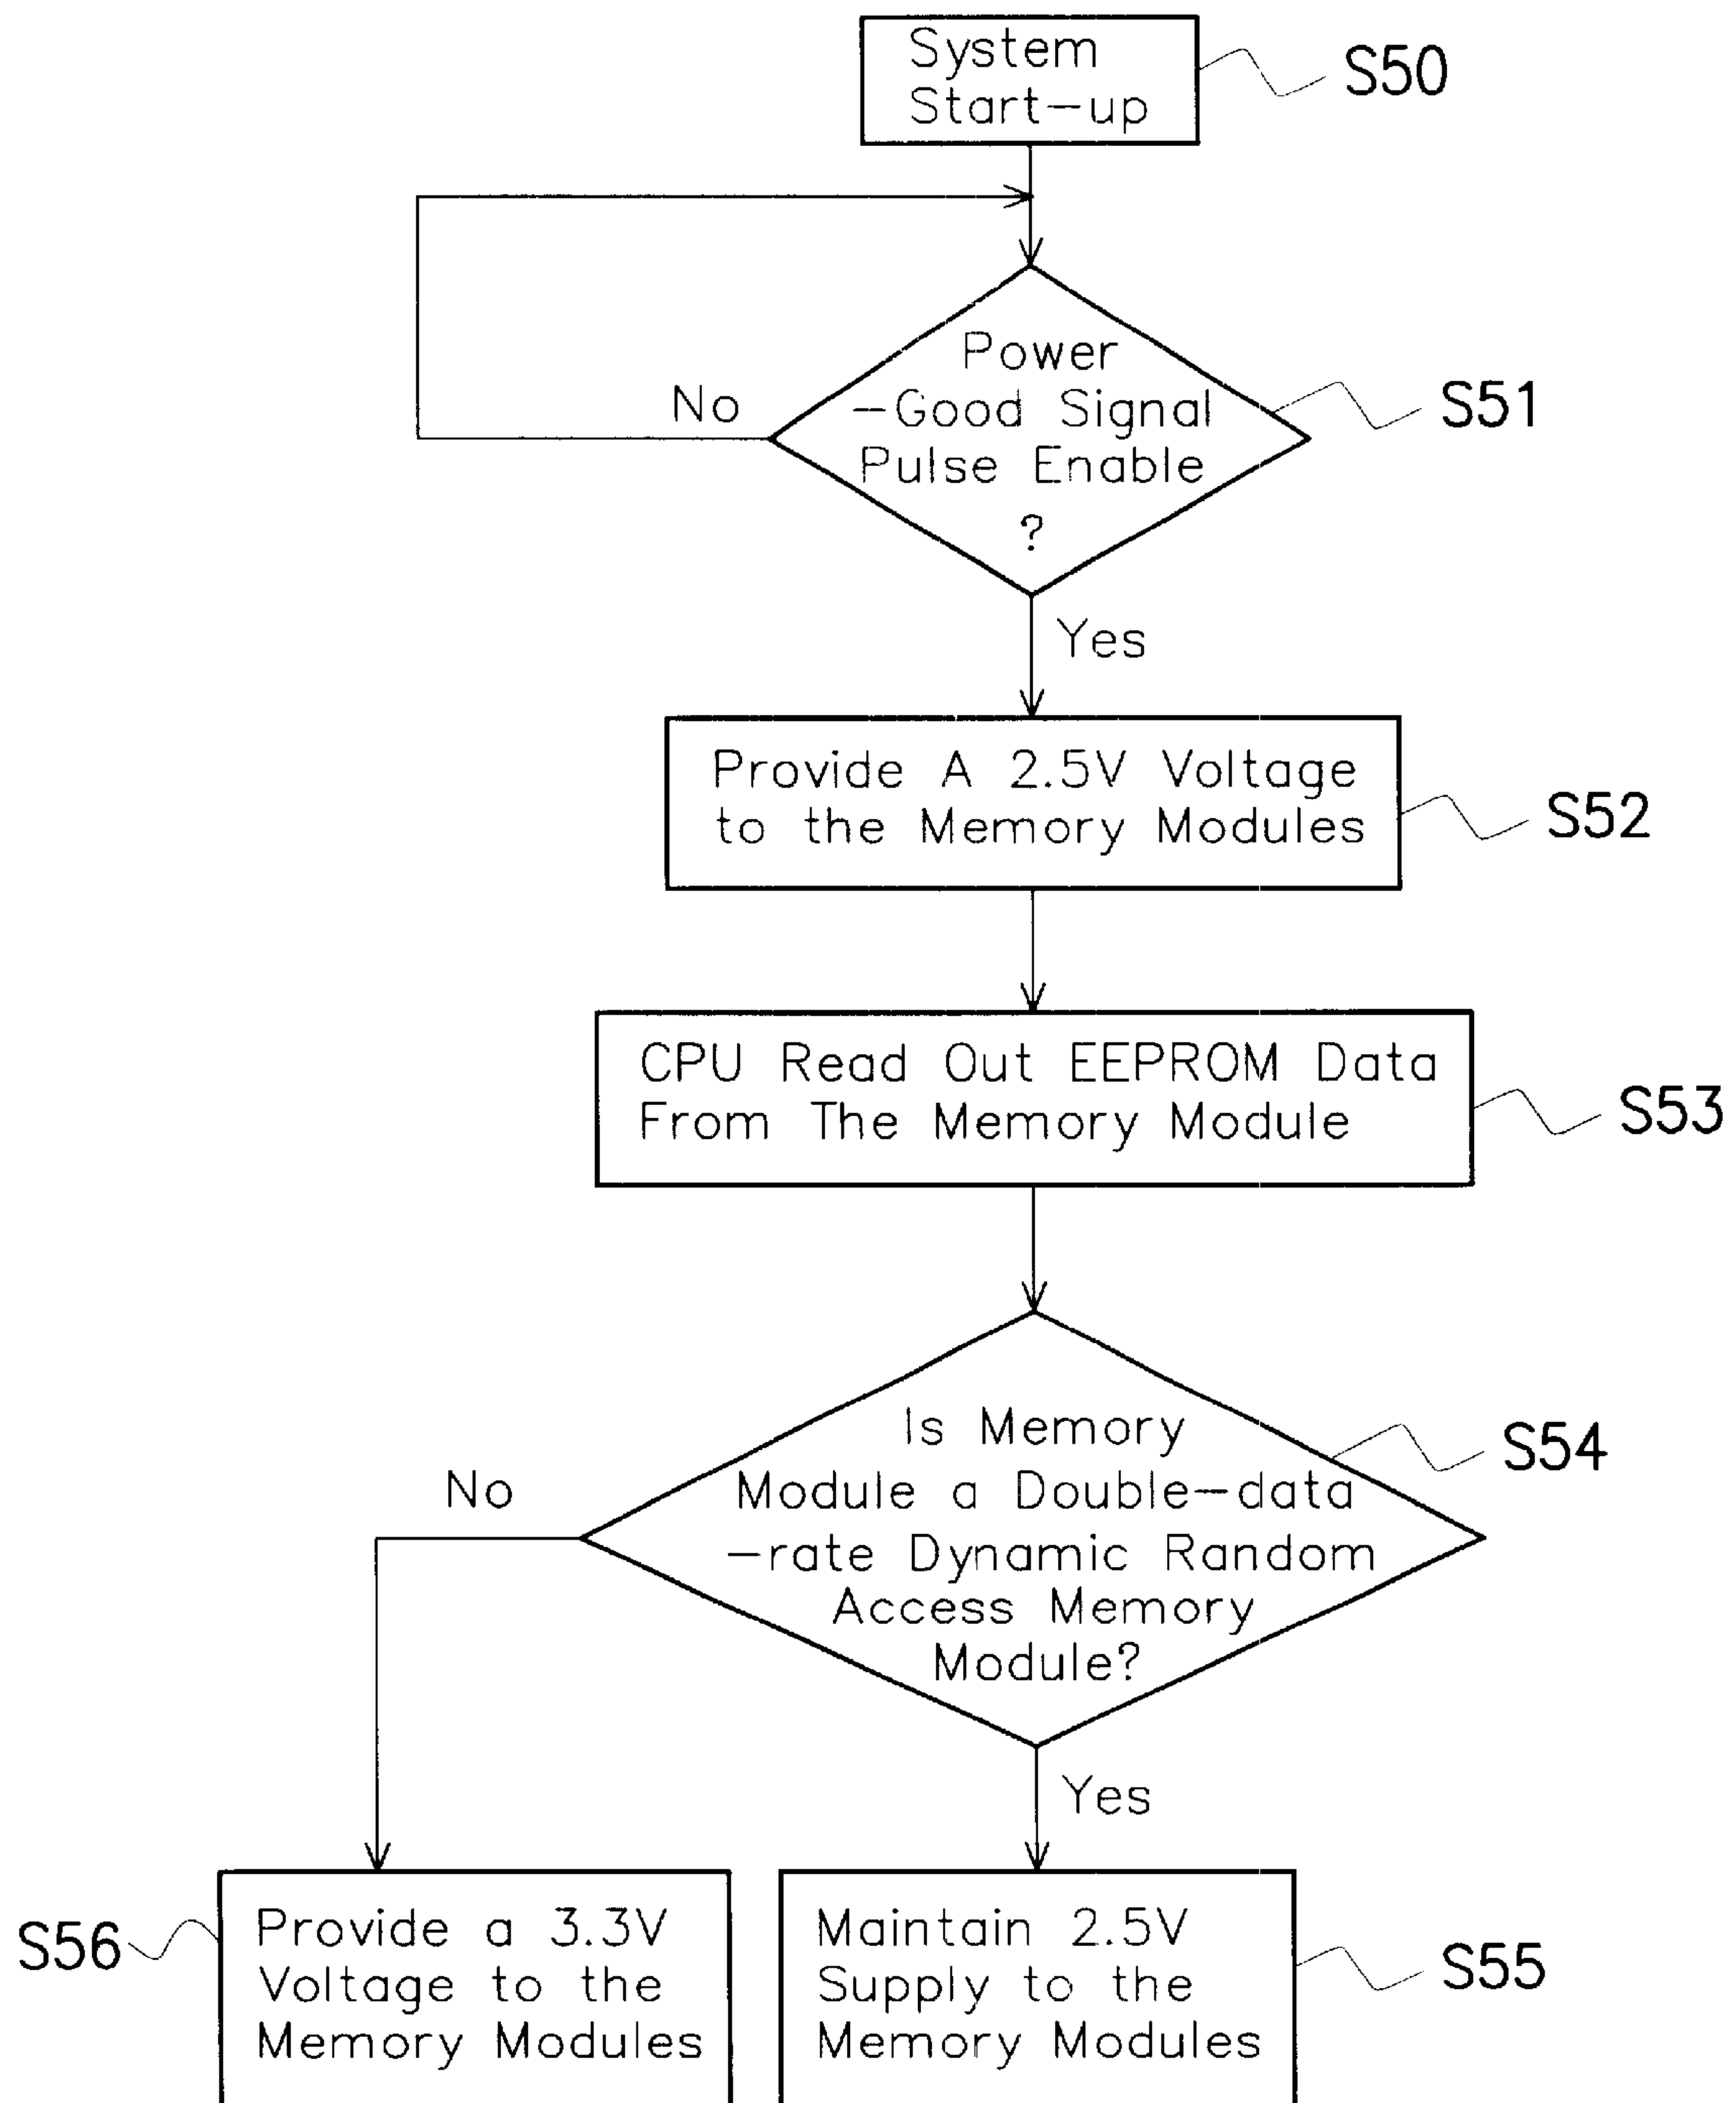 System
Start-up
S50
Power
-Good Signal
Pulse Enable
?
S51
No
Yes
Provide A 2.5V Voltage
to the Memory Modules
S52
CPU Read Out EEPROM Data
From The Memory Module
S53
Is Memory
Module a Double-data
-rate Dynamic Random
Access Memory
Module?
S54
No
Yes
S56
Provide a 3.3V
Voltage to the
Memory Modules
Maintain 2.5V
Supply to the
Memory Modules
S55